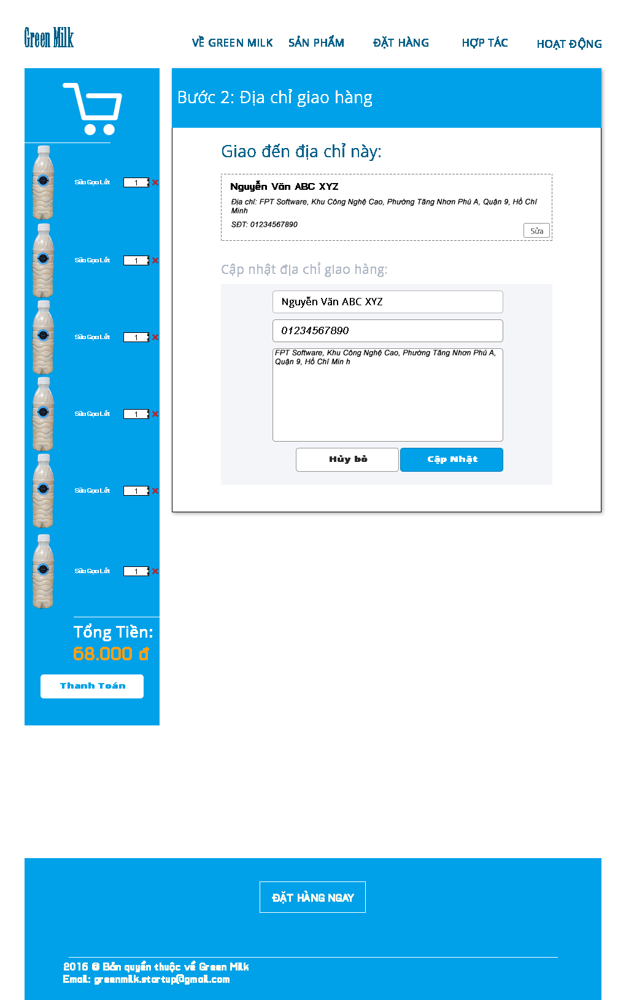 Green Milk
VỀ GREEN MILK
SẢN PHẨM
ĐẶT HÀNG
HỢP TÁC
HOẠT ĐỘNG
Sữa Gạo Lứt 1
Sữa Gạo Lứt 1
Sữa Gạo Lứt 1
Sữa Gạo Lứt 1
Sữa Gạo Lứt 1
Sữa Gạo Lứt 1
Tổng Tiền:
68.000 đ
Thanh Toán
Bước 2: Địa chỉ giao hàng
Giao đến địa chỉ này:
Nguyễn Văn ABC XYZ
Địa chỉ: FPT Software, Khu Công Nghệ Cao, Phường Tăng Nhơn Phú A, Quận 9, Hồ Chí
Minh
SĐT: 01234567890
Sửa
Cập nhật địa chỉ giao hàng:
Nguyễn Văn ABC XYZ
01234567890
FPT Software, Khu Công Nghệ Cao, Phường Tăng Nhơn Phú A,
Quận 9, Hồ Chí Min h
Hủy bỏ
Cập Nhật
ĐẶT HÀNG NGAY
2016 @ Bản quyền thuộc về Green Milk
Email: greenmilk.startup@gmail.com